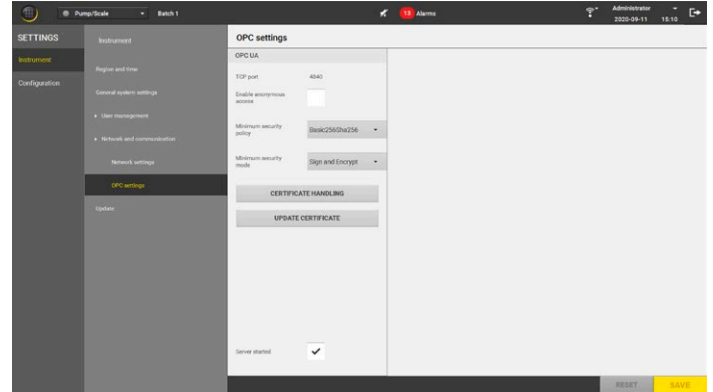 Pump/Scale
Batch 1
13
Alarms
Administrator
2020-09-11 15:10
SETTINGS
Instrument
Configuration
Instrument
Region and time
General system settings
User management
Network and communication
Network settings
OPC settings
Update
OPC settings
OPC UA
TCP port 4840
Enable anonymous
access
Minimum security
policy
Basic256Sha256
Minimum security
mode
Sign and Encrypt
CERTIFICATE HANDLING
UPDATE CERTIFICATE
Server started
RESET
SAVE